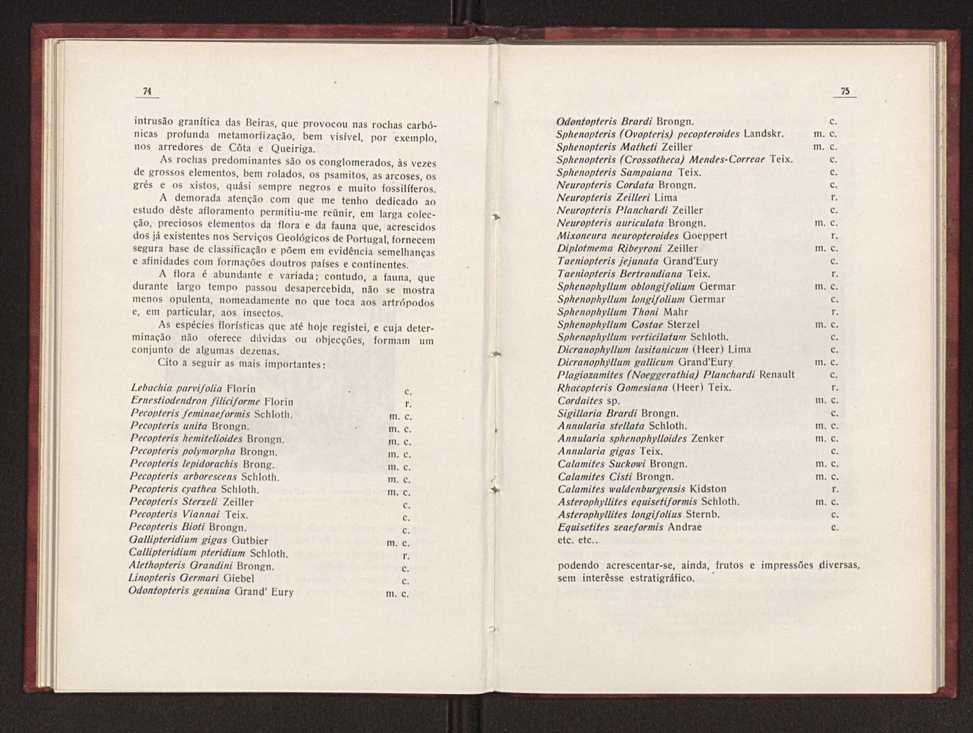 74
intrusão granítica das Beiras, que provocou nas rochas carbó-
nicas profunda metamorfização, bem visível, por exemplo,
nos arredores de Côta e Queiriga.
As rochas predominantes são os conglomerados, às vezes
de grossos elementos, bem rolados, os psamitos, as arcoses, os
grés e os xistos, quási sempre negros e muito fossilíferos.
A demorada atenção com que me tenho dedicado ao
estudo dêste afloramento permitiu-me reünir, em larga colec-
ção, preciosos elementos da flora e da fauna que, acrescidos
dos já existentes nos Serviços Geológicos de Portugal, fornecem
segura base de classificação e põem em evidência semelhanças
e afinidades com formações doutros países e continentes.
A flora é abundante e variada; contudo, a fauna, que
durante largo tempo passou desapercebida, não se mostra
menos opulenta, nomeadamente no que toca aos artrópodos
e, em particular, aos insectos.
As espécies florísticas que até hoje registei, e cuja deter-
minação não oferece dúvidas ou objecções, formam um
conjunto de algumas dezenas.
Cito a seguir as mais importantes:
Lebachia parvifolia Florin c.
Ernestiodendron filiciforme Florin r.
Pecopteris feminaeformis Schloth. m. c.
Pecopteris unita Brongn. m. c.
Pecopteris hemitelioides Brongn. m. c.
Pecopteris polymorpha Brongn. m. c.
Pecopteris lepidorachis Brong. m. c.
Pecopteris arborescens Schloth. m. c.
Pecopteris cyathea Schloth. m. c.
Pecopteris Sterzeli Zeiller c.
Pecopteris Viannai Teix. c.
Pecopteris Bioti Brongn. c.
Gallipteridium gigas Gutbier m. c.
Callipteridium pteridium Schloth. r.
Alethopteris Grandini Brongn. c.
Linopteris Germari Giebel c.
Odontopteris genuina Grand' Eury m. c.
75
Odontopteris Brardi Brongn. c.
Sphenopteris (Ovopteris) pecopteroides Landskr. m. c.
Sphenopteris Matheti Zeiller m. c.
Sphenopteris (Crossotheca) Mendes-Correae Teix. c.
Sphenopteris Sampaiana Teix. c.
Neuropteris Cordata Brongn. c.
Neuropteris Zeilleri Lima r.
Neuropteris Planchardi Zeiller c.
Neuropteris auriculata Brongn. m. c.
Mixoneura neuropteroides Goeppert r.
Diplotmema Ribeyroni Zeiller m. c.
Taeniopteris jejunata Grand'Eury c.
Taeniopteris Bertrandiana Teix. r.
Sphenophyllum oblongifolium Germar m. c.
Sphenophyllum longifolium Germar c.
Sphenophyllum Thoni Mahr r.
Sphenophyllum Costae Sterzel m. c.
Sphenophyllum verticilatum Schloth. c.
Dicranophyllum lusitanicum (Heer) Lima c.
Dicranophyllum gallicum Grand'Eury m. c.
Plagiozamites (Noeggerathia) Planchardi Renault c.
Rhacopteris Gomesiana (Heer) Teix. r.
Cordaites sp. m. c.
Sigillaria Brardi Brongn. c.
Annularia stellata Schloth. m. c.
Annularia sphenophylloides Zenker m. c.
Annularia gigas Teix. c.
Calamites Suckowi Brongn. m. c.
Calamites Cisti Brongn. m. c.
Calamites waldenburgensis Kidston r.
Asterophyllites equisetiformis Schloth. m. c.
Asterophyllites longifolius Sternb. c.
Equisetites zeaeformis Andrae c.
etc. etc..
podendo acrescentar-se, ainda, frutos e impressões diversas,
sem interêsse estratigráfico.